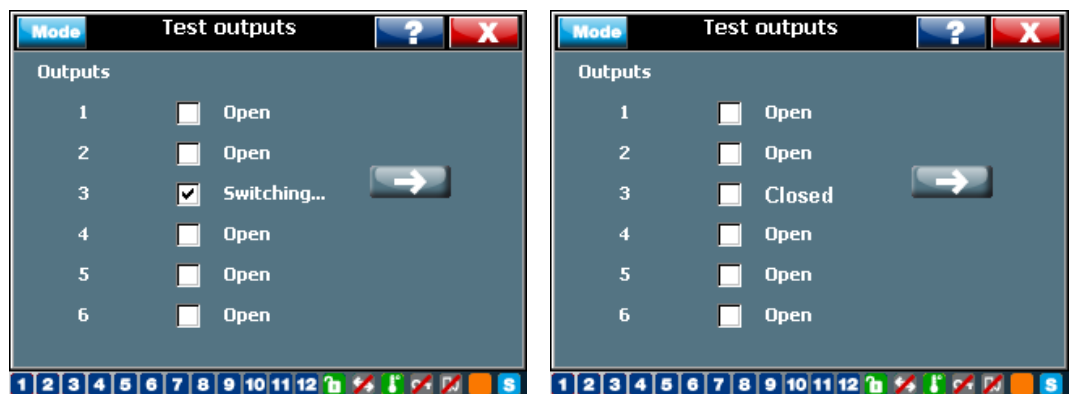 Mode Test outputs ? X
Outputs
1 Open
2 Open
3 Switching...
4 Open
5 Open
6 Open
1 2 3 4 5 6 7 8 9 10 11 12 S
Mode Test outputs ? X
Outputs
1 Open
2 Open
3 Closed
4 Open
5 Open
6 Open
1 2 3 4 5 6 7 8 9 10 11 12 S